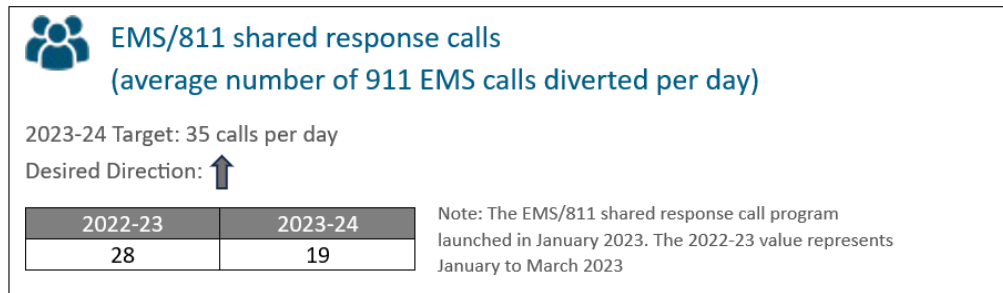 EMS/811 shared response calls
(average number of 911 EMS calls diverted per day)
2023-24 Target: 35 calls per day
Desired Direction:
2022-23 2023-24
28 19
Note: The EMS/811 shared response call program
launched in January 2023. The 2022-23 value represents
January to March 2023